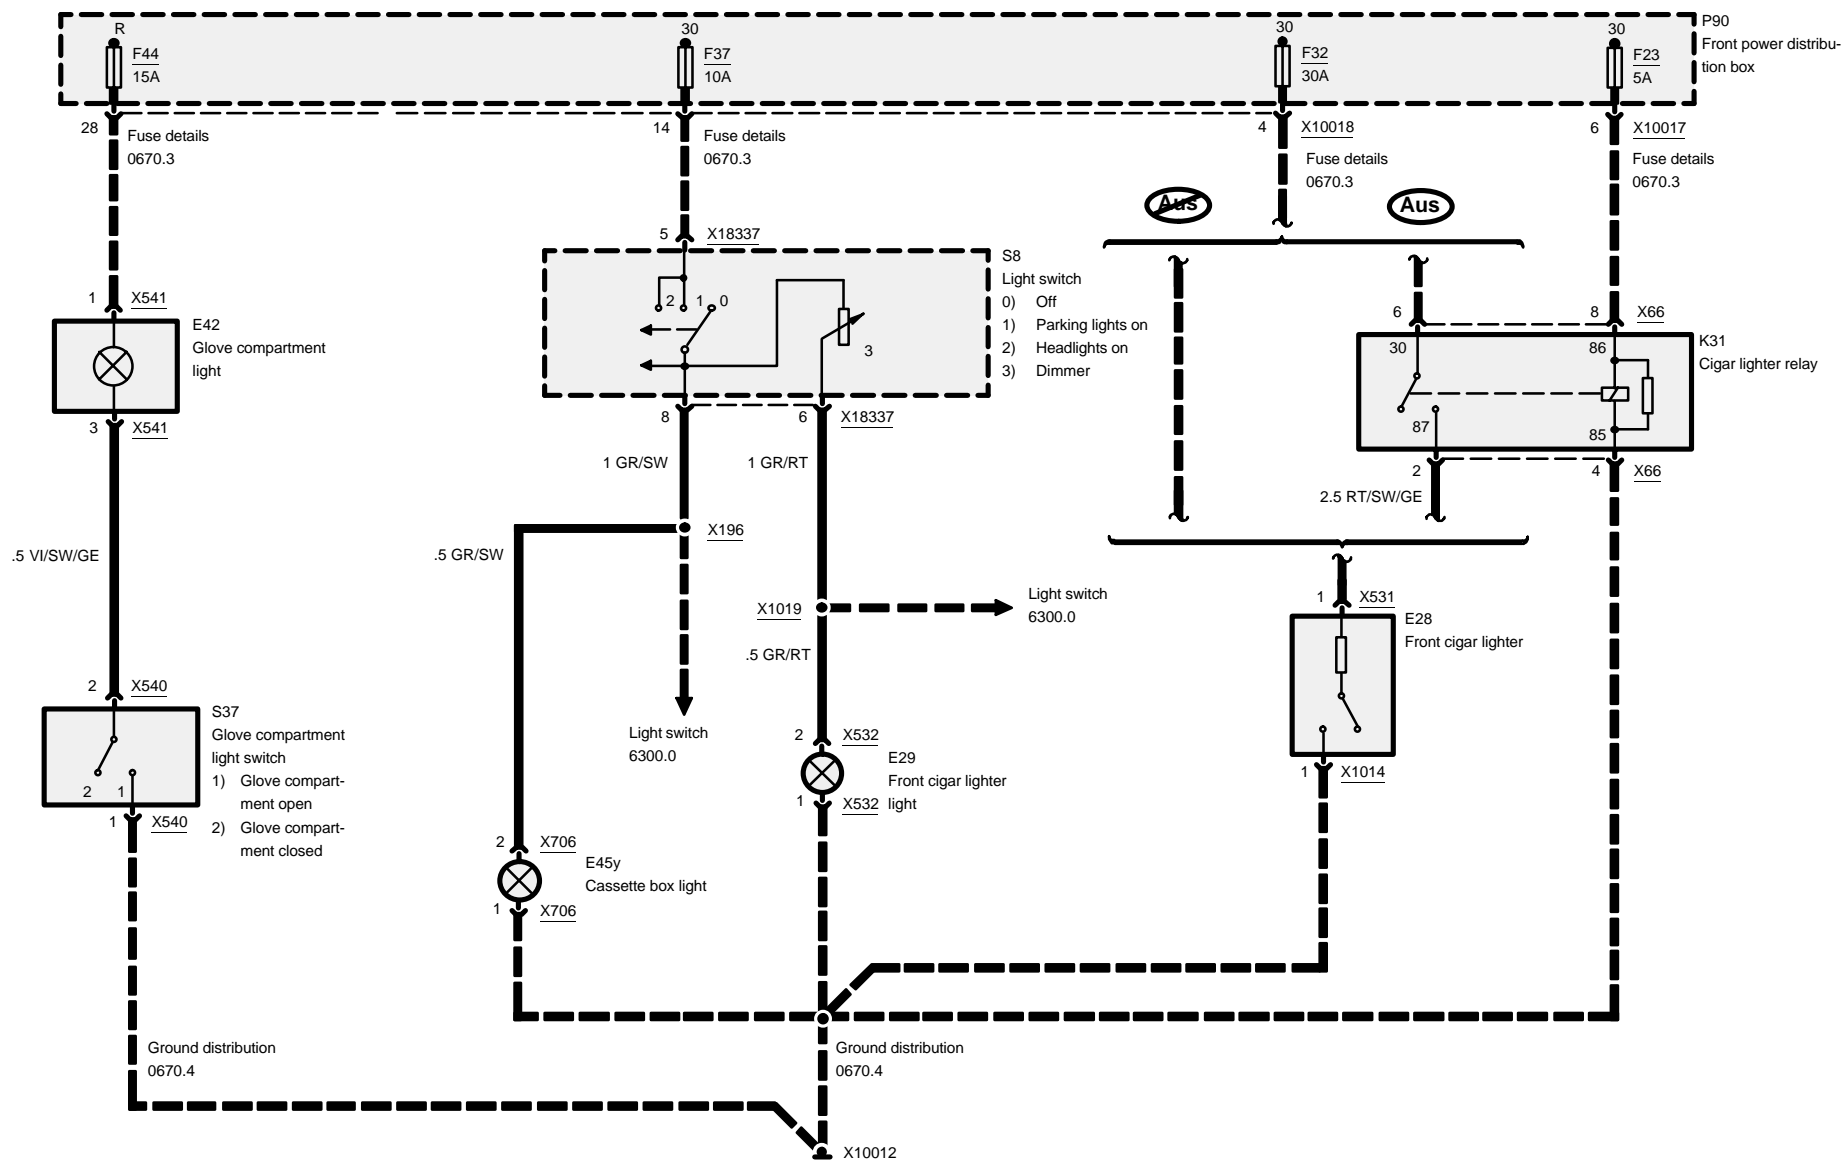 R
F44
15A
30
F37
10A
30
F32
30A
30
F23
5A
P90
Front power distribu-
tion box
28
Fuse details
0670.3
14
Fuse details
0670.3
4
X10018
Fuse details
0670.3
6
X10017
Fuse details
0670.3
Aus
Aus
5
X18337
S8
Light switch
0) Off
1) Parking lights on
2) Headlights on
3) Dimmer
2
1
0
3
1
X541
E42
Glove compartment
light
3
X541
8
6
X18337
6
8
X66
K31
Cigar lighter relay
30
86
87
85
2
4
X66
1 GR/SW
1 GR/RT
2.5 RT/SW/GE
X196
.5 VI/SW/GE
.5 GR/SW
X1019
Light switch
6300.0
.5 GR/RT
1
X531
E28
Front cigar lighter
2
X540
S37
Glove compartment
light switch
1) Glove compart-
ment open
2) Glove compart-
ment closed
2
1
1
X540
Light switch
6300.0
2
X532
E29
Front cigar lighter
light
1
X532
1
X1014
2
X706
E45y
Cassette box light
1
X706
Ground distribution
0670.4
Ground distribution
0670.4
X10012